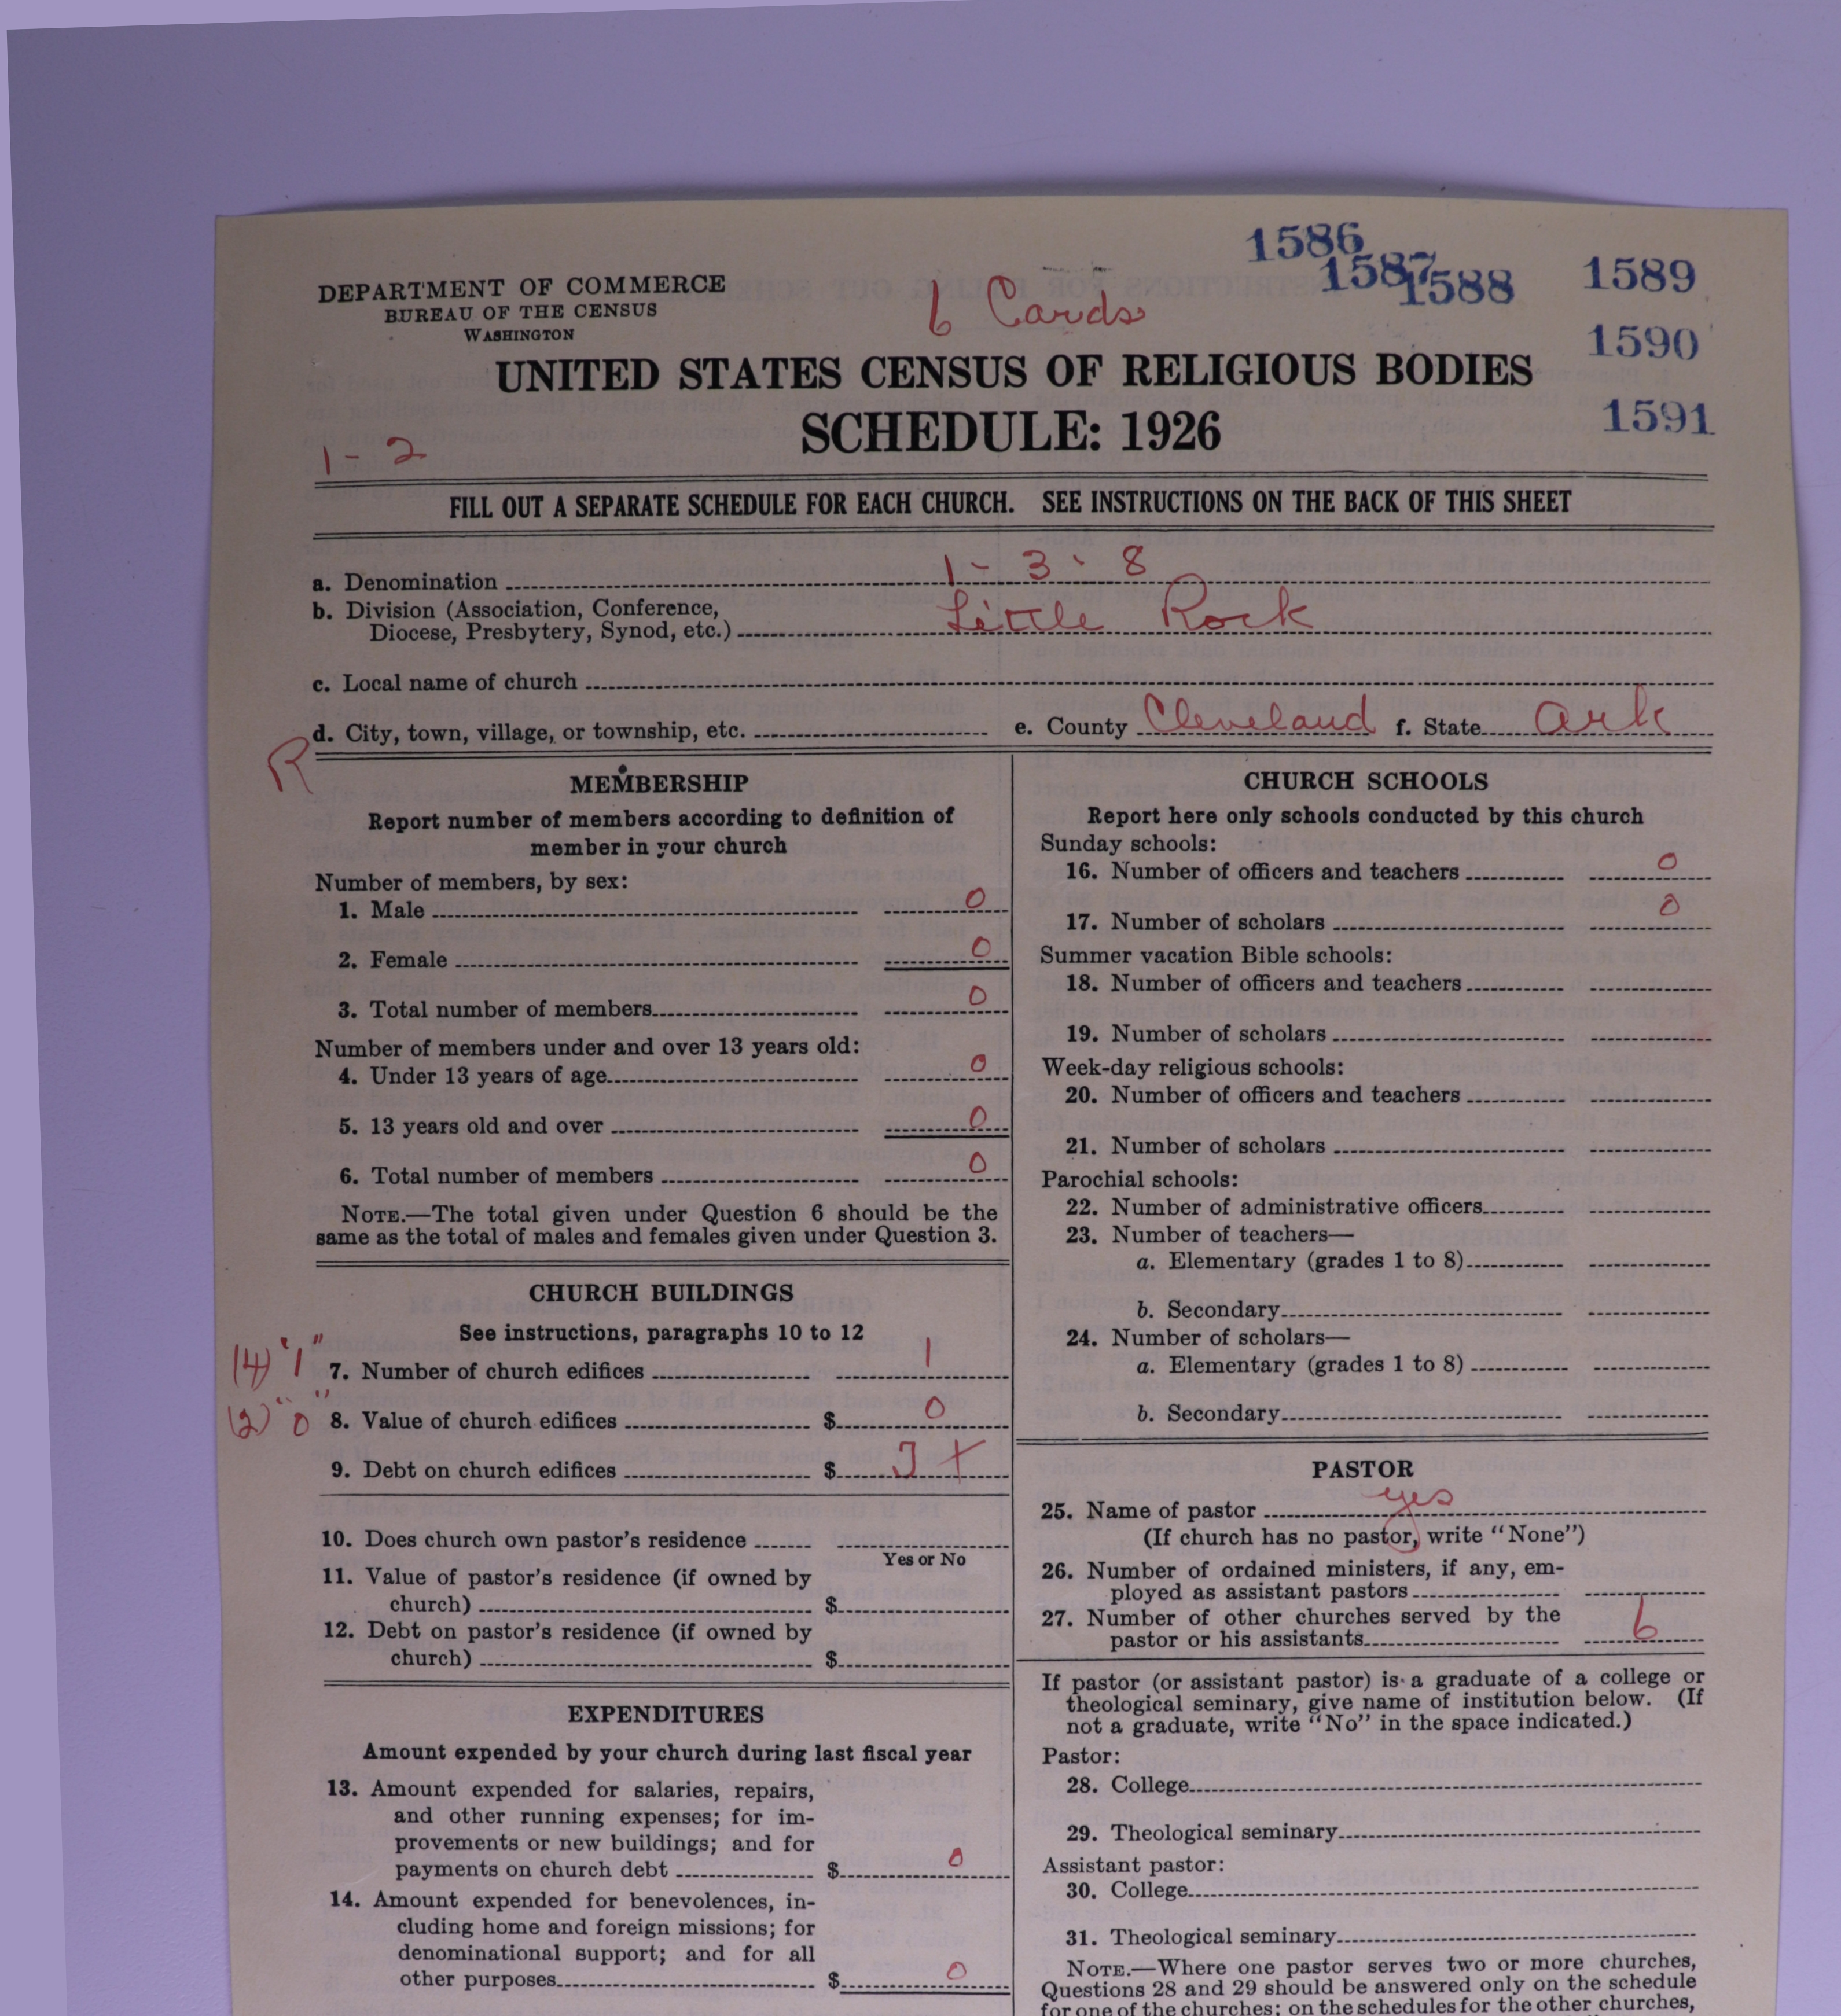 1586
1587
1588
1589
DEPARTMENT OF COMMERCE
BUREAU OF THE CENSUS
WASHINGTON
6 Cards
1590
UNITED STATES CENSUS OF RELIGIOUS BODIES
SCHEDULE: 1926
1591
1-2
FILL OUT A SEPARATE SCHEDULE FOR EACH CHURCH. SEE INSTRUCTIONS ON THE BACK OF THIS SHEET
a. Denomination 1-3-8
b. Division (Association, Conference,
Diocese, Presbytery, Synod, etc.) Little Rock
c. Local name of church
d. City, town, village, or township, etc. e. County Cleveland f. State Ark
R
MEMBERSHIP
Report number of members according to definition of
member in your church
Number of members, by sex:
1. Male 0
2. Female 0
3. Total number of members 0
Number of members under and over 13 years old:
4. Under 13 years of age 0
5. 13 years old and over 0
6. Total number of members 0
NOTE.—The total given under Question 6 should be the
same as the total of males and females given under Question 3.
CHURCH BUILDINGS
See instructions, paragraphs 10 to 12
(4) "1" 7. Number of church edifices 1
(2) "0" 8. Value of church edifices $ 0
9. Debt on church edifices $
10. Does church own pastor's residence
Yes or No
11. Value of pastor's residence (if owned by
church) $
12. Debt on pastor's residence (if owned by
church) $
EXPENDITURES
Amount expended by your church during last fiscal year
13. Amount expended for salaries, repairs,
and other running expenses; for im-
provements or new buildings; and for
payments on church debt $ 0
14. Amount expended for benevolences, in-
cluding home and foreign missions; for
denominational support; and for all
other purposes $ 0
CHURCH SCHOOLS
Report here only schools conducted by this church
Sunday schools:
16. Number of officers and teachers 0
17. Number of scholars 0
Summer vacation Bible schools:
18. Number of officers and teachers
19. Number of scholars
Week-day religious schools:
20. Number of officers and teachers
21. Number of scholars
Parochial schools:
22. Number of administrative officers
23. Number of teachers—
a. Elementary (grades 1 to 8)
b. Secondary
24. Number of scholars—
a. Elementary (grades 1 to 8)
b. Secondary
PASTOR
25. Name of pastor yes
(If church has no pastor, write "None")
26. Number of ordained ministers, if any, em-
ployed as assistant pastors
27. Number of other churches served by the
pastor or his assistants 6
If pastor (or assistant pastor) is a graduate of a college or
theological seminary, give name of institution below. (If
not a graduate, write "No" in the space indicated.)
Pastor:
28. College
29. Theological seminary
Assistant pastor:
30. College
31. Theological seminary
NOTE.—Where one pastor serves two or more churches,
Questions 28 and 29 should be answered only on the schedule
for one of the churches; on the schedules for the other churches,